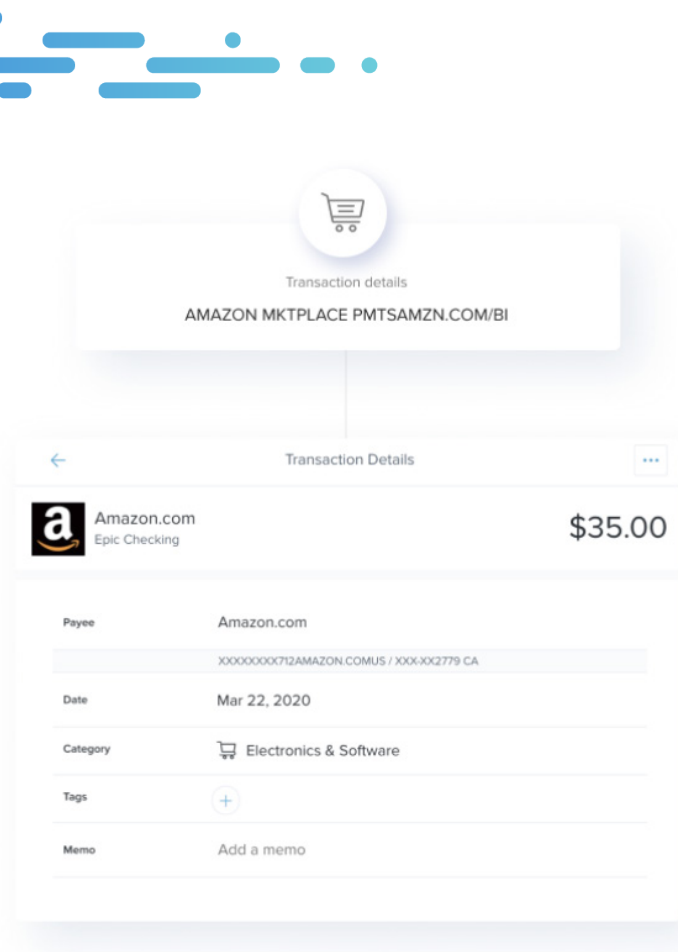 Transaction details
AMAZON MKTPLACE PMTSAMZN.COM/BI
Transaction Details
Amazon.com
Epic Checking
$35.00
Payee
Amazon.com
XXXXXXXX712AMAZON.COMUS / XXX-XX2779 CA
Date
Mar 22, 2020
Category
Electronics & Software
Tags
Memo
Add a memo